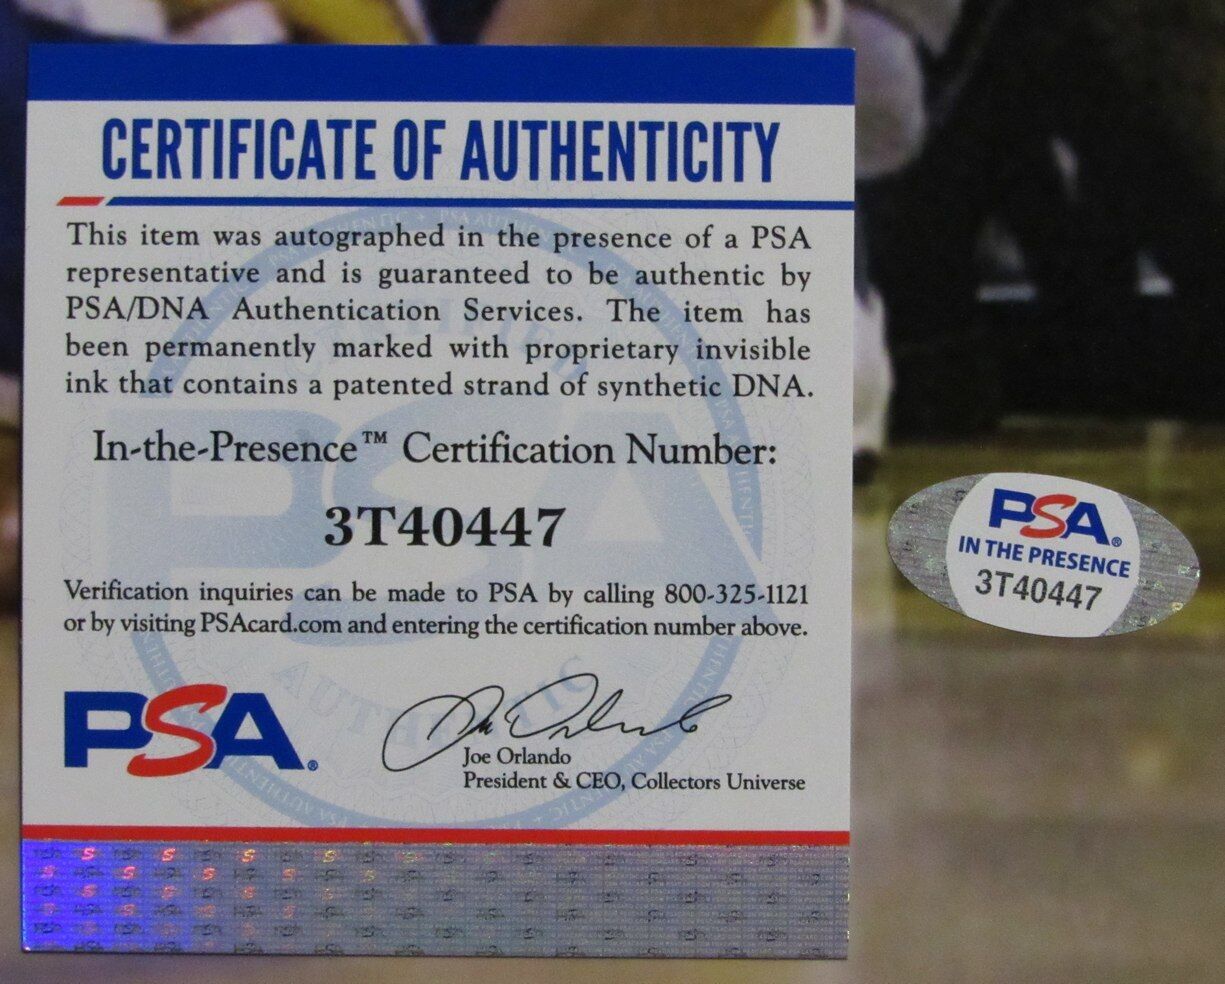 CERTIFICATE OF AUTHENTICITY
This item was autographed in the presence of a PSA
representative and is guaranteed to be authentic by
PSA/DNA Authentication Services. The item has
been permanently marked with proprietary invisible
ink that contains a patented strand of synthetic DNA.
In-the-Presence™ Certification Number:
3T40447
Verification inquiries can be made to PSA by calling 800-325-1121
or by visiting PSAcard.com and entering the certification number above.
PSA®
Joe Orlando
President & CEO, Collectors Universe
PSA®
IN THE PRESENCE
3T40447